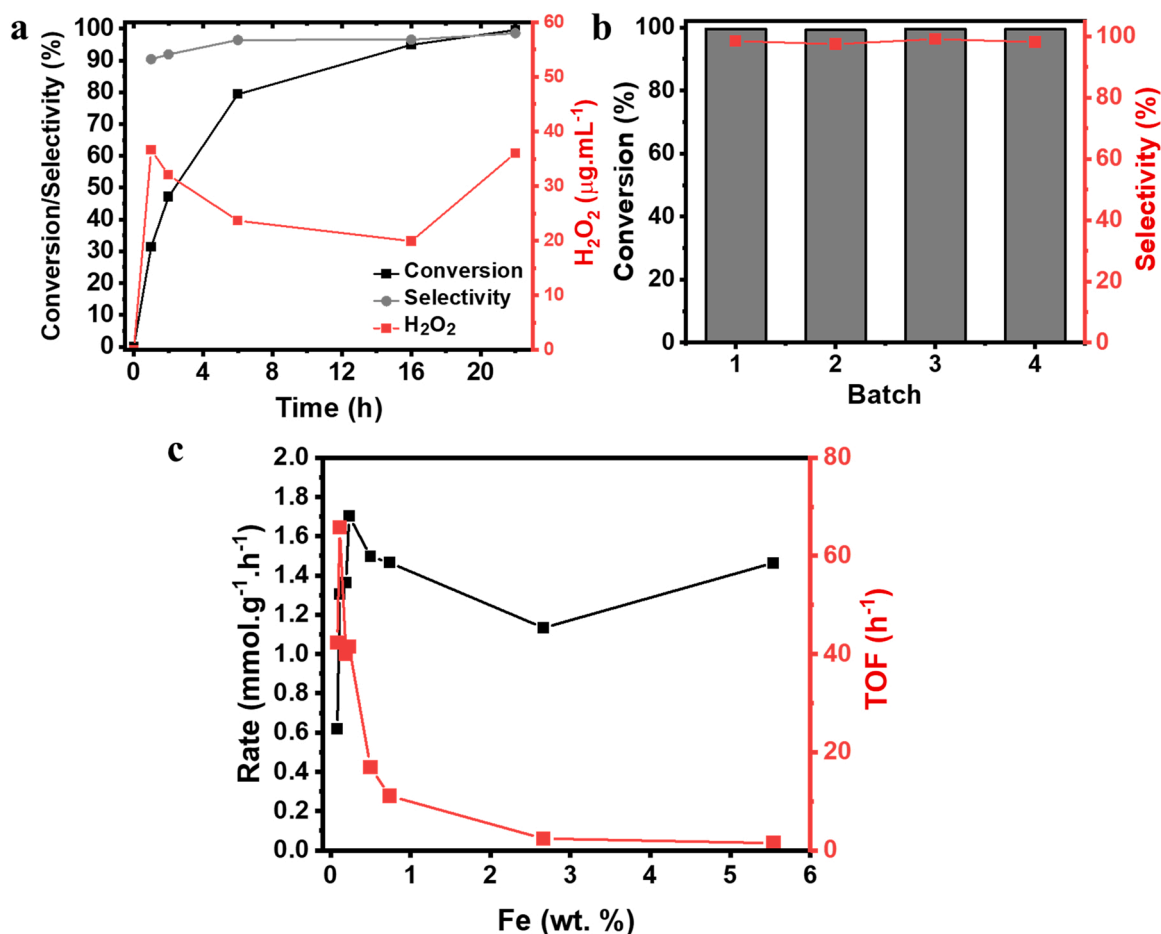 a
100
90
80
70
60
50
40
30
20
10
0
Conversion/Selectivity (%)
60
50
40
30
20
10
0
H₂O₂ (μg.mL⁻¹)
Conversion
Selectivity
H₂O₂
0 4 8 12 16 20
Time (h)
b
100
80
60
40
20
0
Conversion (%)
100
80
60
40
20
0
Selectivity (%)
1 2 3 4
Batch
c
2.0
1.8
1.6
1.4
1.2
1.0
0.8
0.6
0.4
0.2
0.0
Rate (mmol.g⁻¹.h⁻¹)
80
60
40
20
0
TOF (h⁻¹)
0 1 2 3 4 5 6
Fe (wt. %)